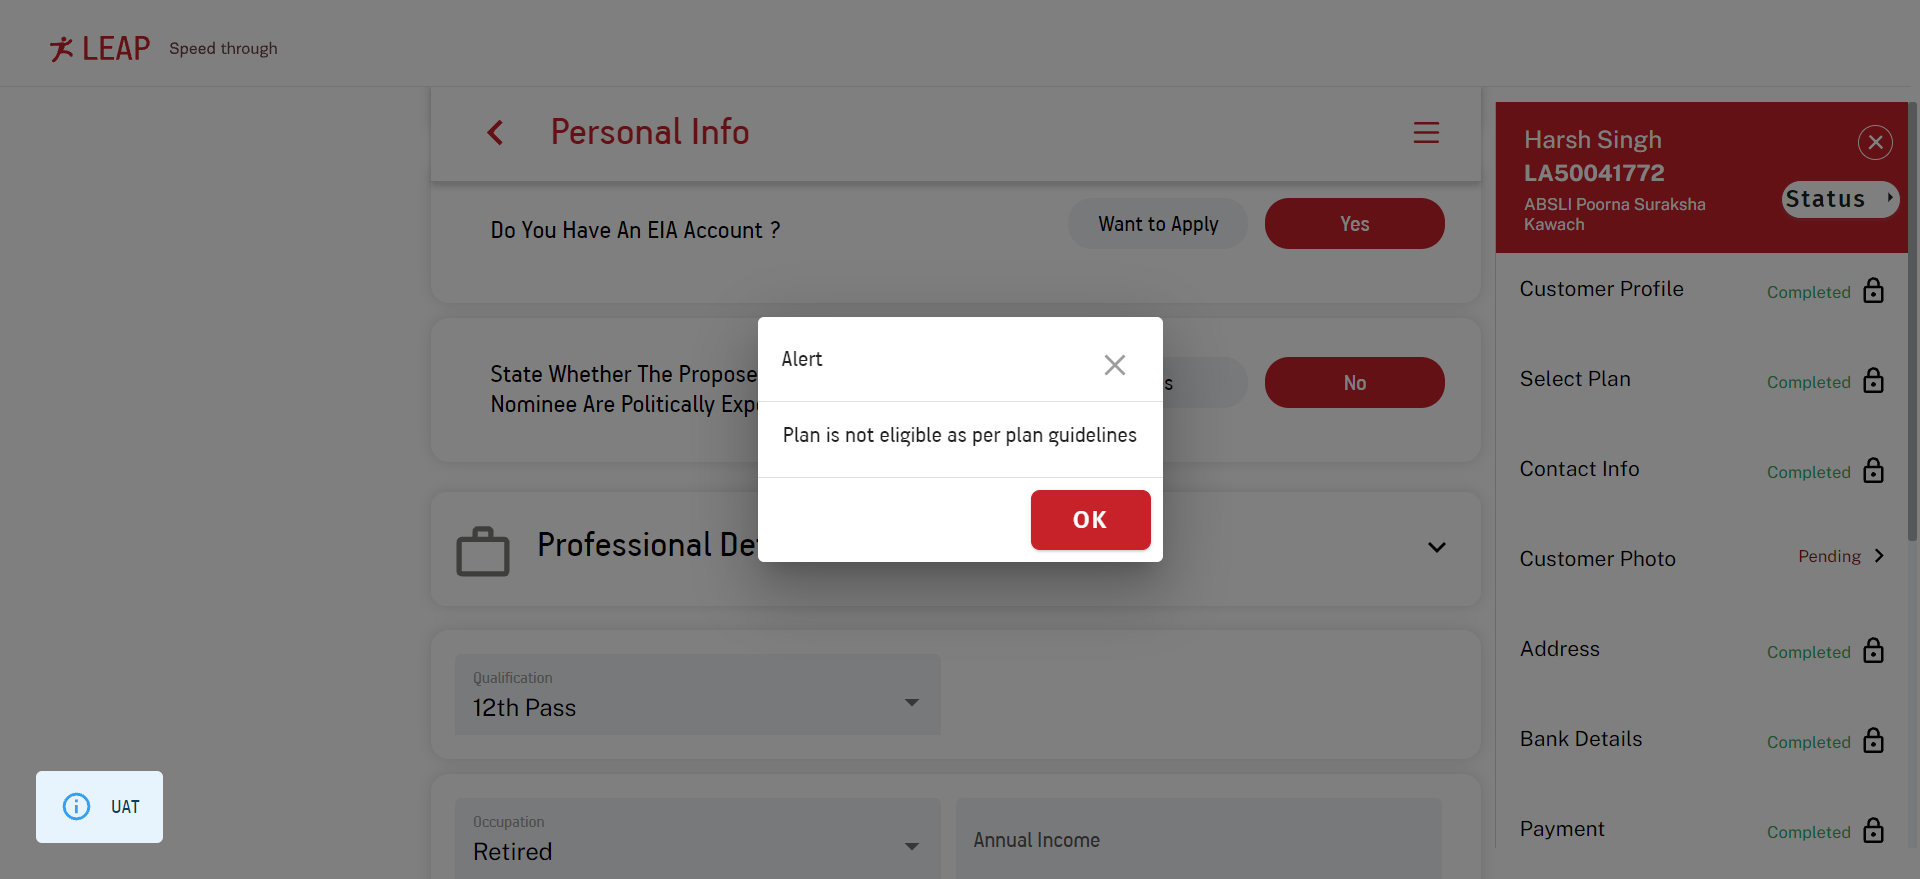 LEAP Speed through
Personal Info
Do You Have An EIA Account ?
Want to Apply
Yes
State Whether The Propose
Nominee Are Politically Exp
s
No
Professional De
Qualification
12th Pass
Occupation
Retired
Annual Income
Alert
Plan is not eligible as per plan guidelines
OK
Harsh Singh
LA50041772
ABSLI Poorna Suraksha
Kawach
Status
Customer Profile Completed
Select Plan Completed
Contact Info Completed
Customer Photo Pending
Address Completed
Bank Details Completed
Payment Completed
UAT